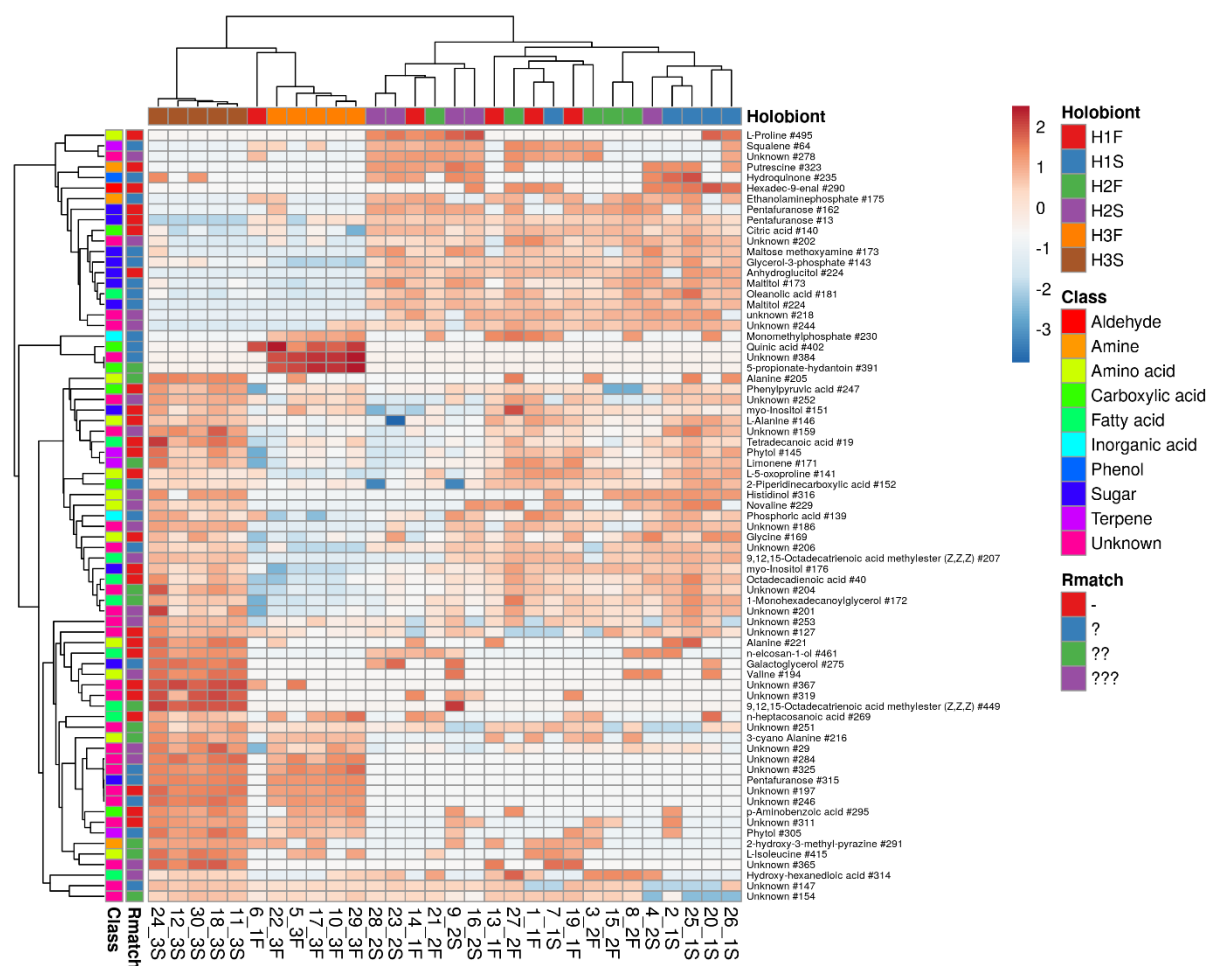 Holobiont
L-Proline #495
Squalene #64
Unknown #278
Putrescine #323
Hydroquinone #235
Hexadec-9-enal #290
Ethanolaminephosphate #175
Pentafuranose #162
Pentafuranose #13
Citric acid #140
Unknown #202
Maltose methoxyamine #173
Glycerol-3-phosphate #143
Anhydroglucitol #224
Maltitol #173
Oleanolic acid #181
Maltitol #224
unknown #218
Unknown #244
Monomethylphosphate #230
Quinic acid #402
Unknown #384
5-propionate-hydantoin #391
Alanine #205
Phenylpyruvic acid #247
Unknown #252
myo-Inositol #151
L-Alanine #146
Unknown #159
Tetradecanoic acid #19
Phytol #145
Limonene #171
L-5-oxoproline #141
2-Piperidinecarboxylic acid #152
Histidinol #316
Novaline #229
Phosphoric acid #139
Unknown #186
Glycine #169
Unknown #206
9,12,15-Octadecatrienoic acid methylester (Z,Z,Z) #207
myo-Inositol #176
Octadecadienoic acid #40
Unknown #204
1-Monohexadecanoylglycerol #172
Unknown #201
Unknown #253
Unknown #127
Alanine #221
n-eicosan-1-ol #461
Galactoglycerol #275
Valine #194
Unknown #367
Unknown #319
9,12,15-Octadecatrienoic acid methylester (Z,Z,Z) #449
n-heptacosanoic acid #269
Unknown #251
3-cyano Alanine #216
Unknown #29
Unknown #284
Unknown #325
Pentafuranose #315
Unknown #197
Unknown #246
p-Aminobenzoic acid #295
Unknown #311
Phytol #305
2-hydroxy-3-methyl-pyrazine #291
L-Isoleucine #415
Unknown #365
Hydroxy-hexanedioic acid #314
Unknown #147
Unknown #154
Class
Rmatch
24_3S
12_3S
30_3S
18_3S
11_3S
6_1F
22_3F
5_3F
17_3F
10_3F
29_3F
28_2S
23_2S
14_1F
21_2F
9_2S
16_2S
13_1F
27_2F
1_1F
7_1S
19_1F
3_2F
15_2F
8_2F
4_2S
2_1S
25_1S
20_1S
26_1S
2
1
0
-1
-2
-3
Holobiont
H1F
H1S
H2F
H2S
H3F
H3S
Class
Aldehyde
Amine
Amino acid
Carboxylic acid
Fatty acid
Inorganic acid
Phenol
Sugar
Terpene
Unknown
Rmatch
-
?
??
???